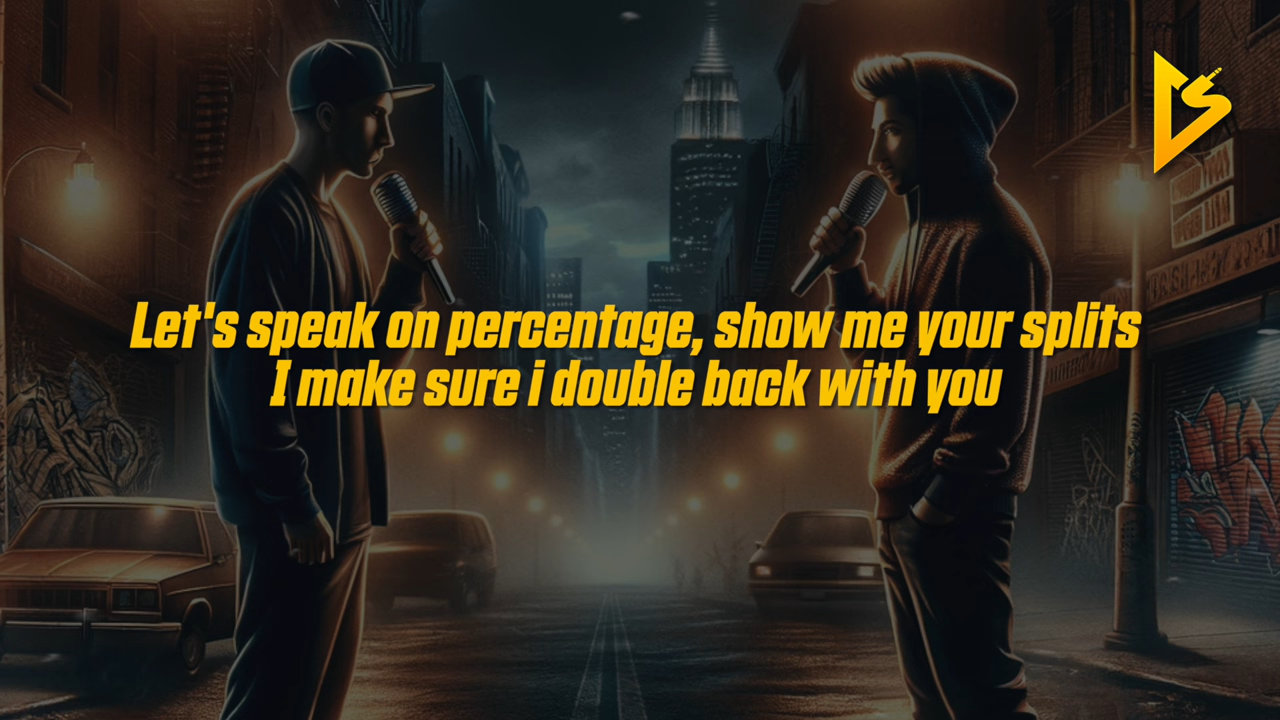 Let's speak on percentage, show me your splits
I make sure i double back with you